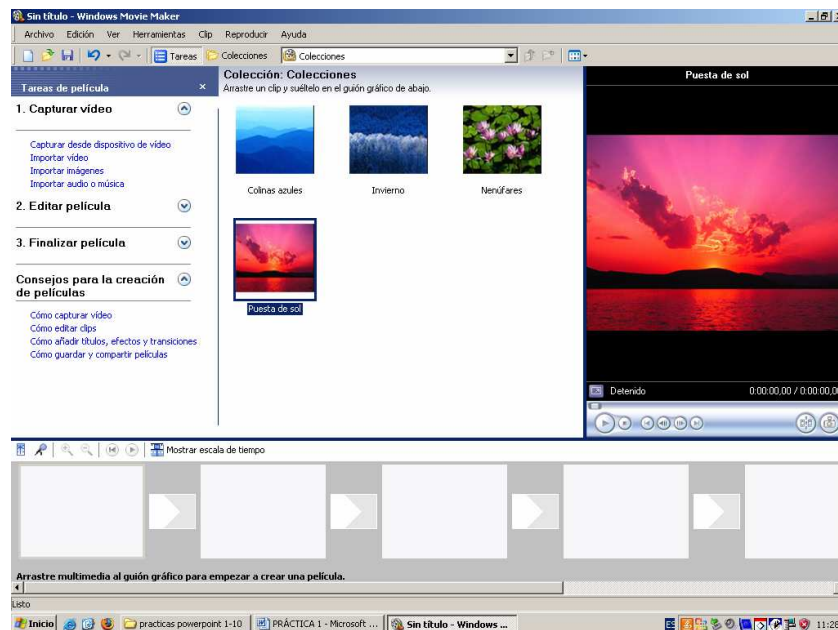 Sin título - Windows Movie Maker
Archivo Edición Ver Herramientas Clip Reproducir Ayuda
Tareas Colecciones Colecciones
Tareas de película
Colección: Colecciones
Arrastre un clip y suéltelo en el guión gráfico de abajo.
Puesta de sol
1. Capturar vídeo
Capturar desde dispositivo de vídeo
Importar vídeo
Importar imágenes
Importar audio o música
2. Editar película
3. Finalizar película
Consejos para la creación
de películas
Cómo capturar vídeo
Cómo editar clips
Cómo añadir títulos, efectos y transiciones
Cómo guardar y compartir películas
Colinas azules
Invierno
Nenúfares
Puesta de sol
Detenido 0:00:00,00 / 0:00:00,00
Mostrar escala de tiempo
Arrastre multimedia al guión gráfico para empezar a crear una película.
Listo
Inicio practicas powerpoint 1-10 PRÁCTICA 1 - Microsoft ... Sin título - Windows ... ES 11:28